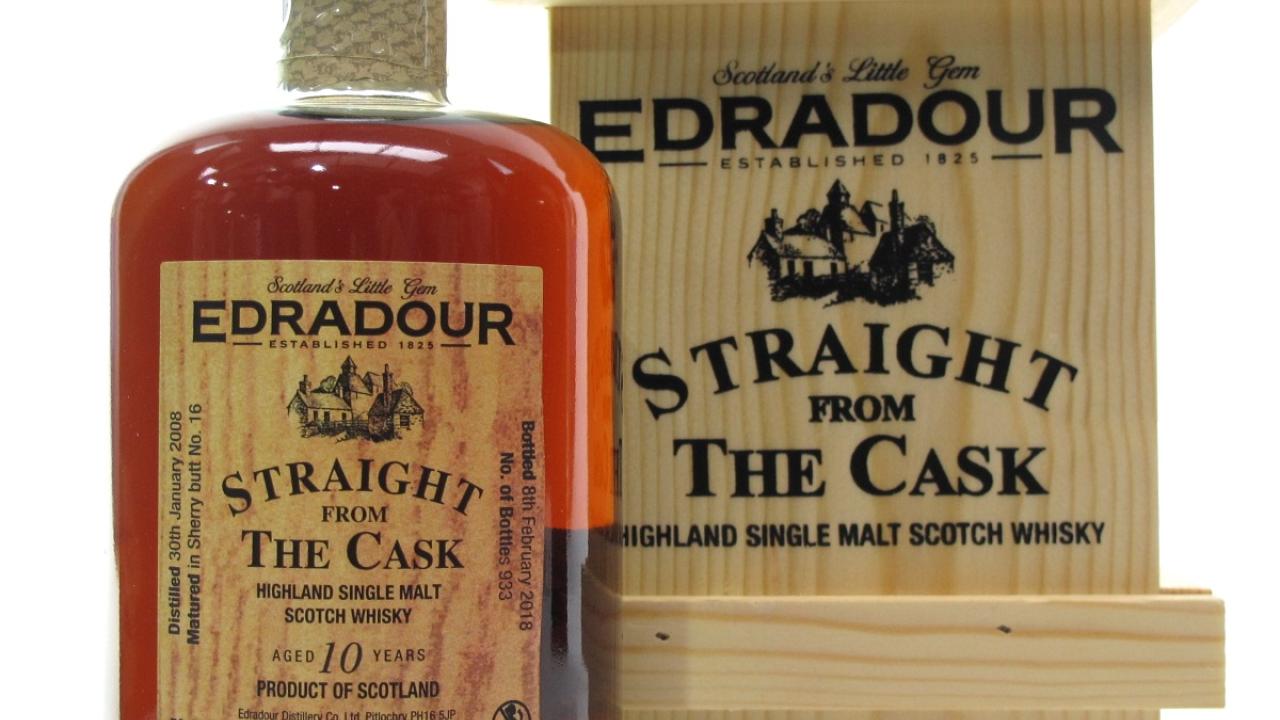 Scotland's Little Gem
EDRADOUR
ESTABLISHED 1825
STRAIGHT
FROM
THE CASK
HIGHLAND SINGLE MALT
SCOTCH WHISKY
AGED 10 YEARS
PRODUCT OF SCOTLAND
Edradour Distillery Co. Ltd. Pitlochry PH16 5JP
Distilled 30th January 2008
Matured in Sherry butt No. 16
Bottled 8th February 2018
No. of Bottles 933
Scotland's Little Gem
EDRADOUR
ESTABLISHED 1825
STRAIGHT
FROM
THE CASK
HIGHLAND SINGLE MALT SCOTCH WHISKY